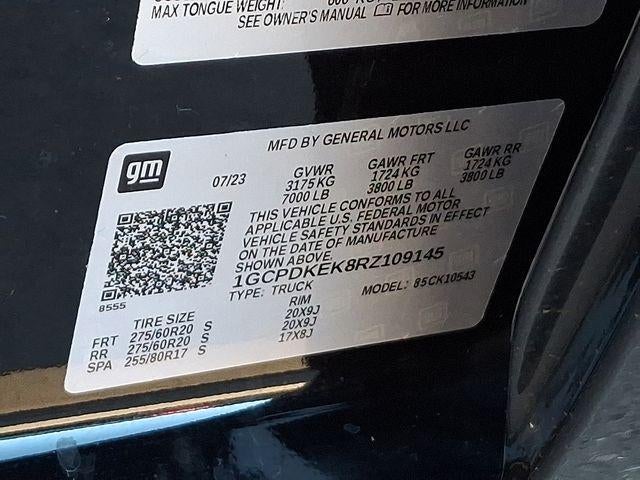 MAX TONGUE WEIGHT:
SEE OWNER'S MANUAL FOR MORE INFORMATION
MFD BY GENERAL MOTORS LLC
gm
07/23
GVWR GAWR FRT GAWR RR
3175 KG 1724 KG 1724 KG
7000 LB 3800 LB 3800 LB
THIS VEHICLE CONFORMS TO ALL
APPLICABLE U.S. FEDERAL MOTOR
VEHICLE SAFETY STANDARDS IN EFFECT
ON THE DATE OF MANUFACTURE
SHOWN ABOVE.
1GCPDKEK8RZ109145
TYPE: TRUCK MODEL: 85CK10543
8555
TIRE SIZE RIM
FRT 275/60R20 S 20X9J
RR 275/60R20 S 20X9J
SPA 255/80R17 S 17X8J